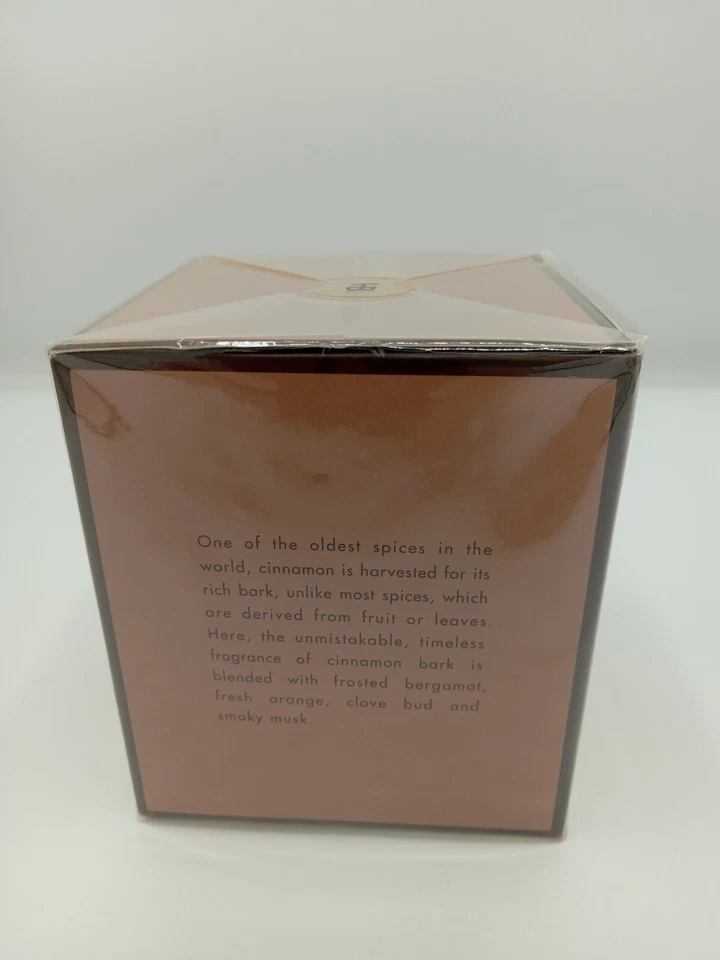 One of the oldest spices in the
world, cinnamon is harvested for its
rich bark, unlike most spices, which
are derived from fruit or leaves.
Here, the unmistakable, timeless
fragrance of cinnamon bark is
blended with frosted bergamot,
fresh orange, clove bud and
smoky musk.